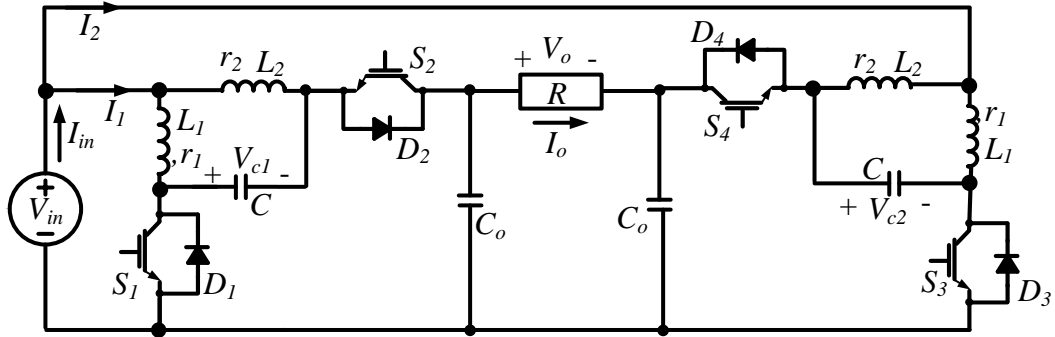 I2
r2 L2
S2
+ Vo -
R
Io
D4
S4
r2 L2
I1
Iin
L1
,r1
+ Vc1 -
C
D2
,r1
L1
C
+ Vc2 -
+
Vin
-
S1
D1
Co
Co
S3
D3